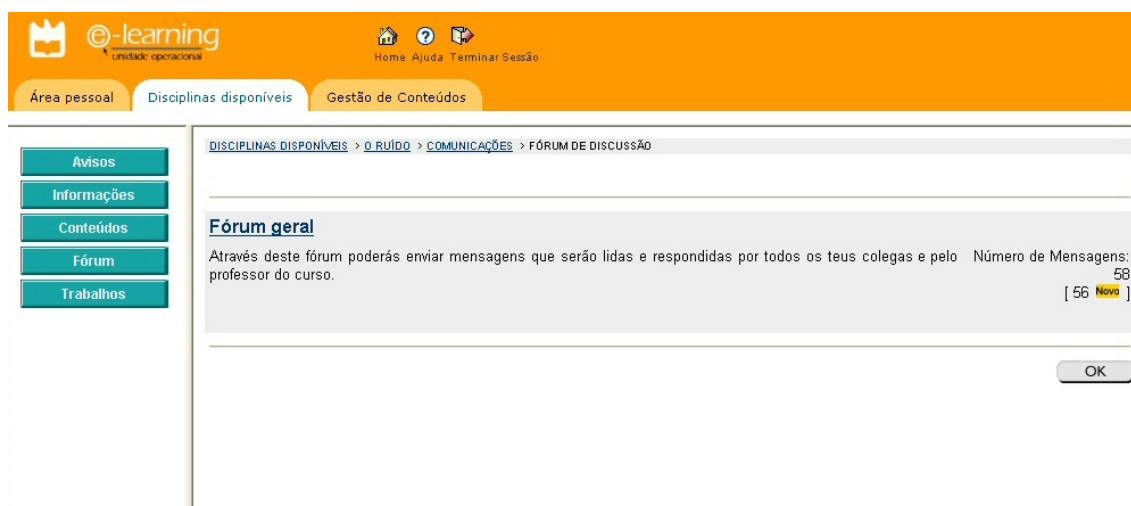 e-learning
unidade operacional
Home Ajuda Terminar Sessão
Área pessoal Disciplinas disponíveis Gestão de Conteúdos
DISCIPLINAS DISPONÍVEIS > O RUÍDO > COMUNICAÇÕES > FÓRUM DE DISCUSSÃO
Avisos
Informações
Conteúdos
Fórum
Trabalhos
Fórum geral
Através deste fórum poderás enviar mensagens que serão lidas e respondidas por todos os teus colegas e pelo
professor do curso.
Número de Mensagens:
58
[ 56 Novo ]
OK